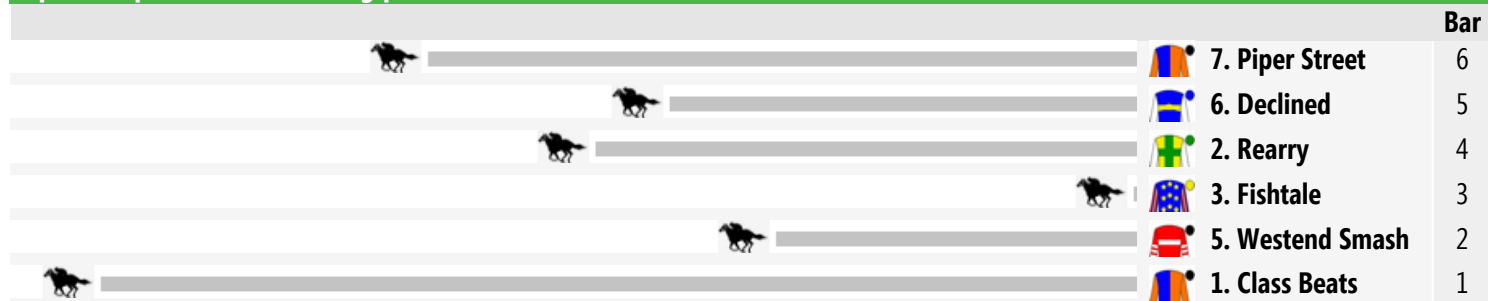 Bar
7. Piper Street 6
6. Declined 5
2. Rearry 4
3. Fishtale 3
5. Westend Smash 2
1. Class Beats 1